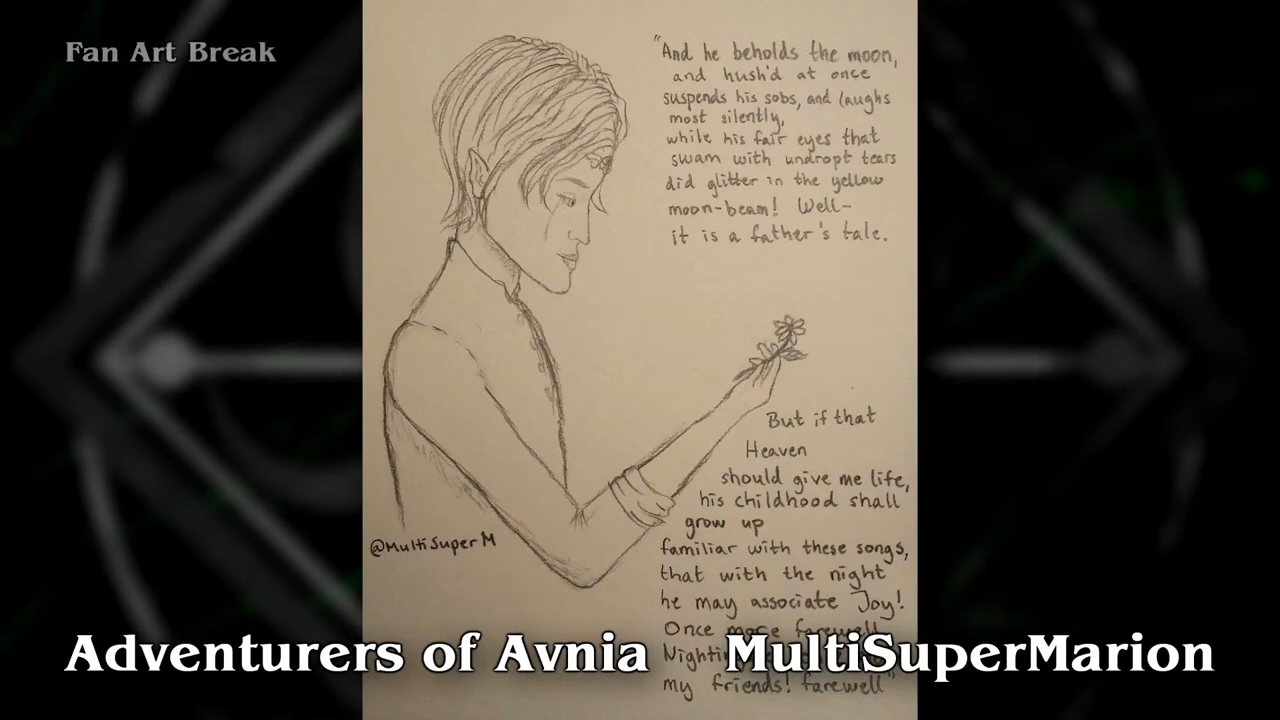 Fan Art Break
"And he beholds the moon,
and hush'd at once
suspends his sobs, and laughs
most silently,
while his fair eyes that
swam with undropt tears
did glitter in the yellow
moon-beam! Well-
it is a father's tale.
But if that
Heaven
should give me life,
his childhood shall
grow up
familiar with these songs,
that with the night
he may associate Joy!
Once more farewell
my friends! farewell"
@MultiSuperM
Adventurers of Avnia
MultiSuperMarion